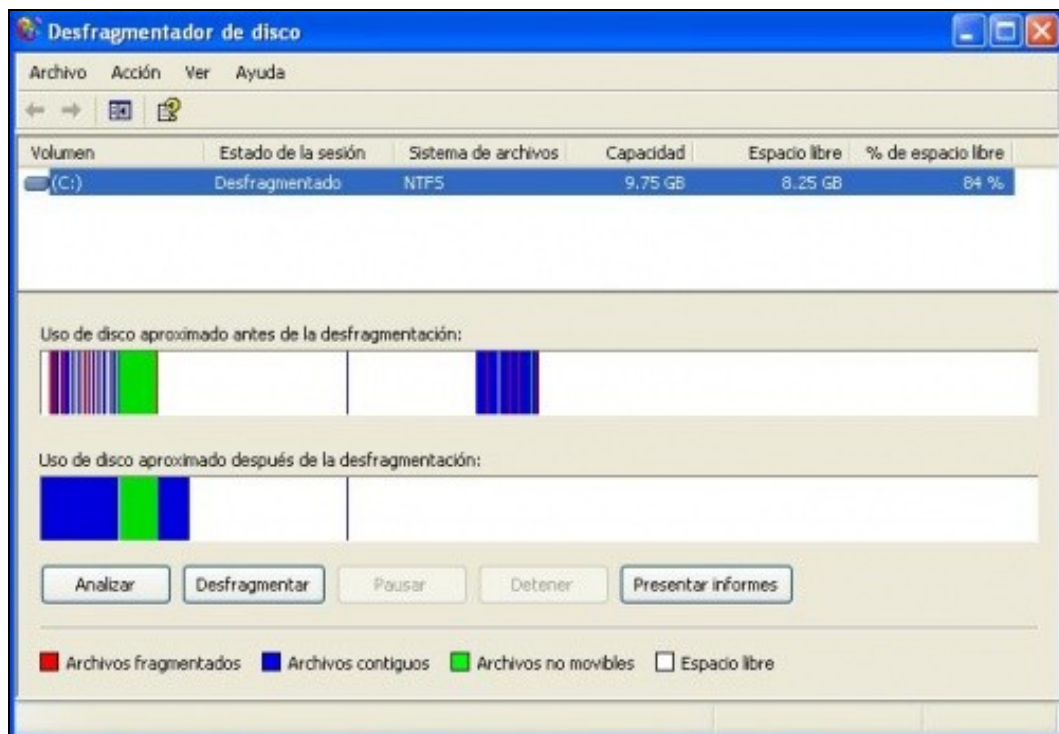 Desfragmentador de disco
Archivo Acción Ver Ayuda
Volumen Estado de la sesión Sistema de archivos Capacidad Espacio libre % de espacio libre
(C:) Desfragmentado NTFS 9.75 GB 8.25 GB 84 %
Uso de disco aproximado antes de la desfragmentación:
Uso de disco aproximado después de la desfragmentación:
Analizar Desfragmentar Pausar Detener Presentar informes
Archivos fragmentados Archivos contiguos Archivos no movibles Espacio libre